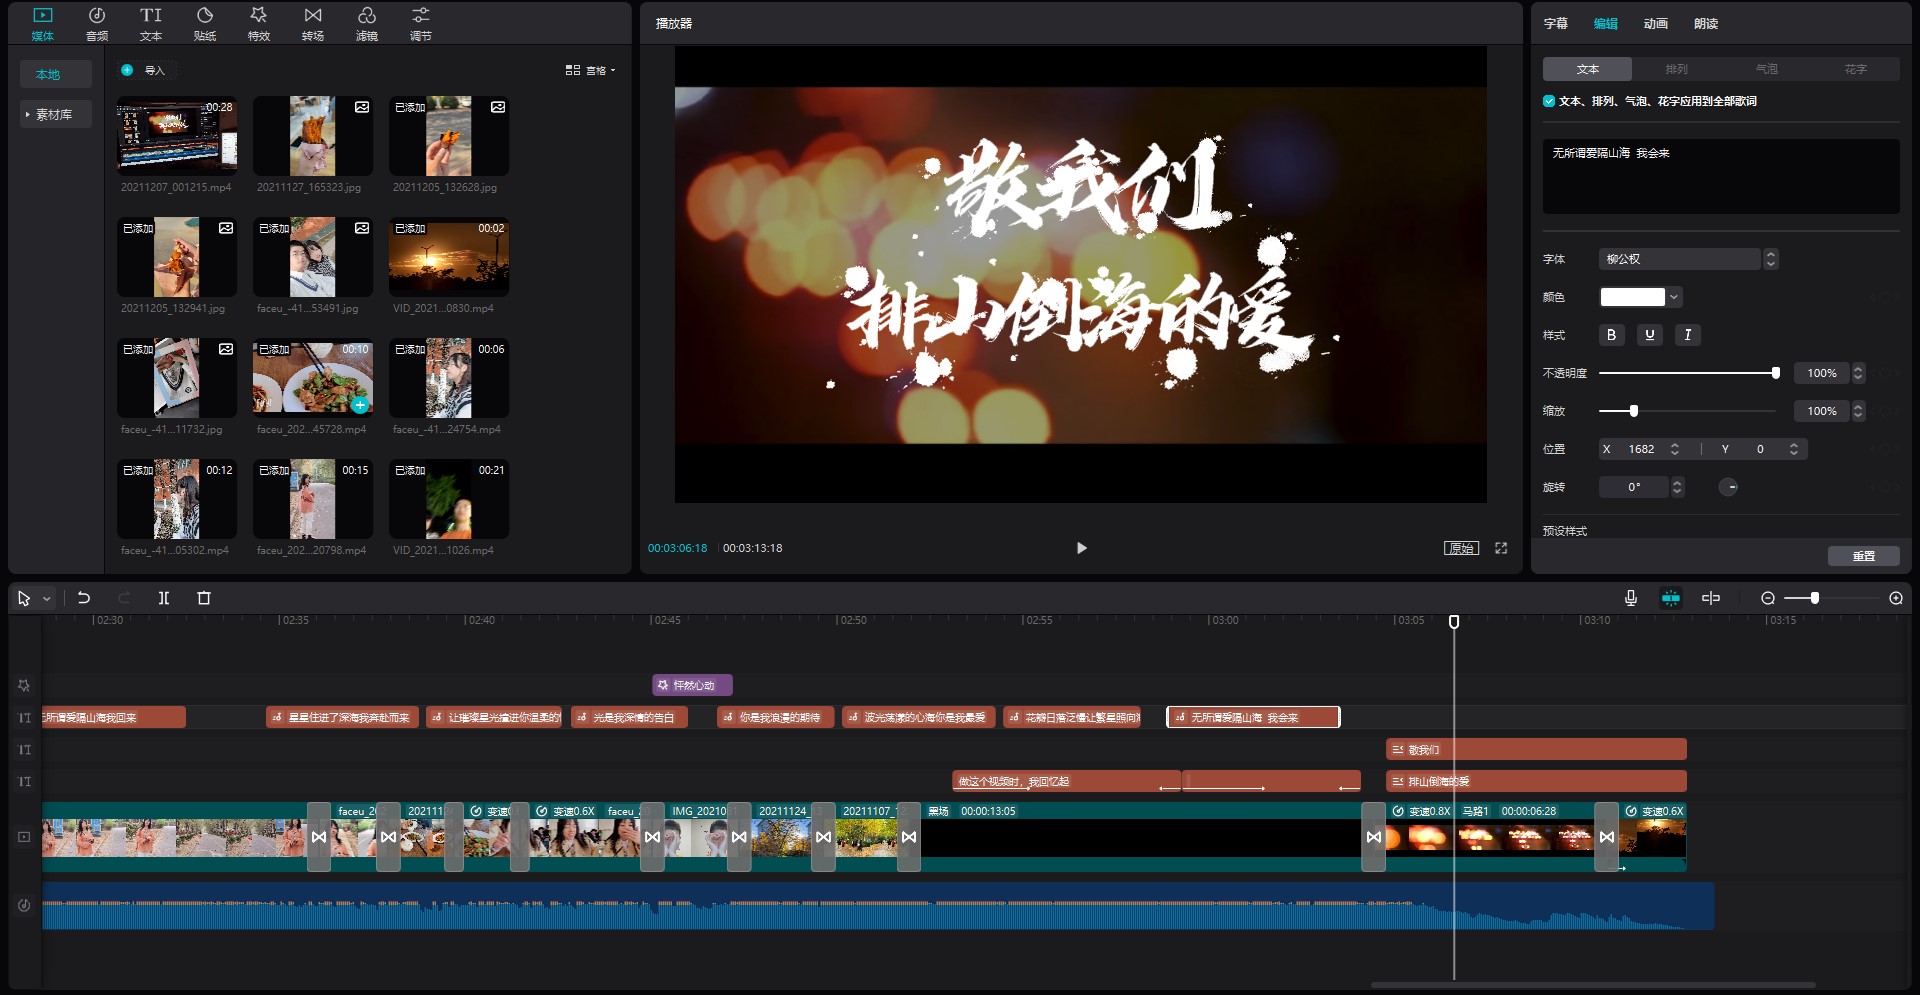 媒体 音频 文本 贴纸 特效 转场 滤镜 调节
本地
素材库
导入
宫格
00:28
20211207_001215.mp4
20211127_165323.jpg
已添加
20211205_132628.jpg
已添加
20211205_132941.jpg
已添加
faceu_-41...53491.jpg
已添加 00:02
VID_2021...0830.mp4
已添加
faceu_-41...11732.jpg
已添加 00:10
faceu_202...45728.mp4
已添加 00:06
faceu_-41...24754.mp4
已添加 00:12
faceu_-41...05302.mp4
已添加 00:15
faceu_202...20798.mp4
已添加 00:21
VID_2021...1026.mp4
播放器
敬我们
排山倒海的爱
00:03:06:18 00:03:13:18
原始
字幕 编辑 动画 朗读
文本 排列 气泡 花字
文本、排列、气泡、花字应用到全部歌词
无所谓爱隔山海 我会来
字体 柳公权
颜色
样式 B U I
不透明度 100%
缩放 100%
位置 X 1682 Y 0
旋转 0°
预设样式
重置
02:30 02:35 02:40 02:45 02:50 02:55 03:00 03:05 03:10 03:15
怦然心动
所谓爱隔山海我回来 星星住进了深海我奔赴而来 让璀璨星光撞进你温柔的 光是我深情的告白 你是我浪漫的期待 波光荡漾的心海你是我最爱 花瓣日落泛慢让繁星照向 无所谓爱隔山海 我会来
敬我们
做这个视频时，我回忆起 排山倒海的爱
faceu_20 202111 变速 变速0.6X faceu_ IMG_2021 20211124_ 20211107_ 黑场 00:00:13:05 变速0.8X 马路1 00:00:06:28 变速0.6X